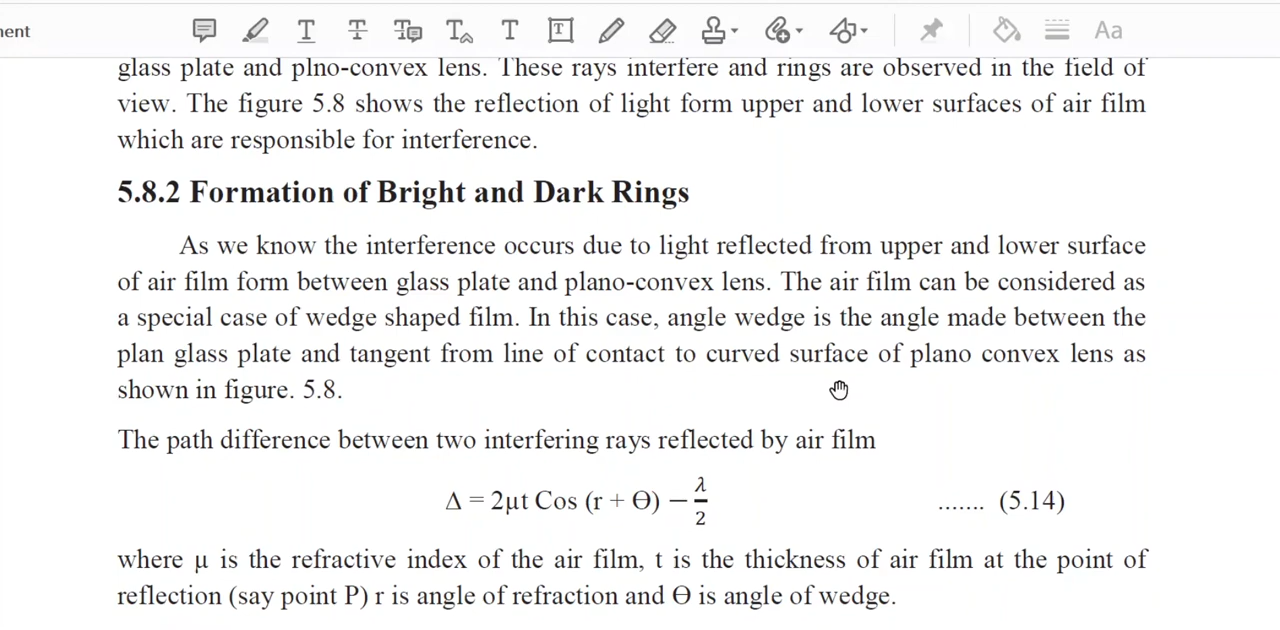 nent
T T T T T T Aa
glass plate and plno-convex lens. These rays interfere and rings are observed in the field of
view. The figure 5.8 shows the reflection of light form upper and lower surfaces of air film
which are responsible for interference.
5.8.2 Formation of Bright and Dark Rings
As we know the interference occurs due to light reflected from upper and lower surface
of air film form between glass plate and plano-convex lens. The air film can be considered as
a special case of wedge shaped film. In this case, angle wedge is the angle made between the
plan glass plate and tangent from line of contact to curved surface of plano convex lens as
shown in figure. 5.8.
The path difference between two interfering rays reflected by air film
Δ = 2μt Cos (r + Θ) − λ/2 ....... (5.14)
where μ is the refractive index of the air film, t is the thickness of air film at the point of
reflection (say point P) r is angle of refraction and Θ is angle of wedge.